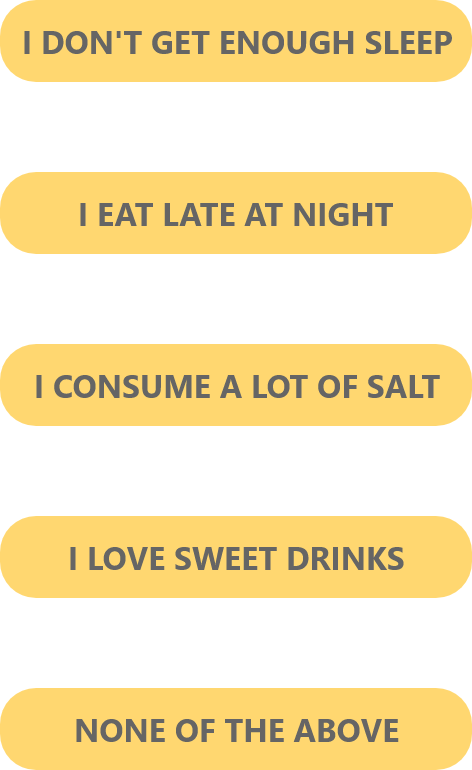 I DON'T GET ENOUGH SLEEP
I EAT LATE AT NIGHT
I CONSUME A LOT OF SALT
I LOVE SWEET DRINKS
NONE OF THE ABOVE